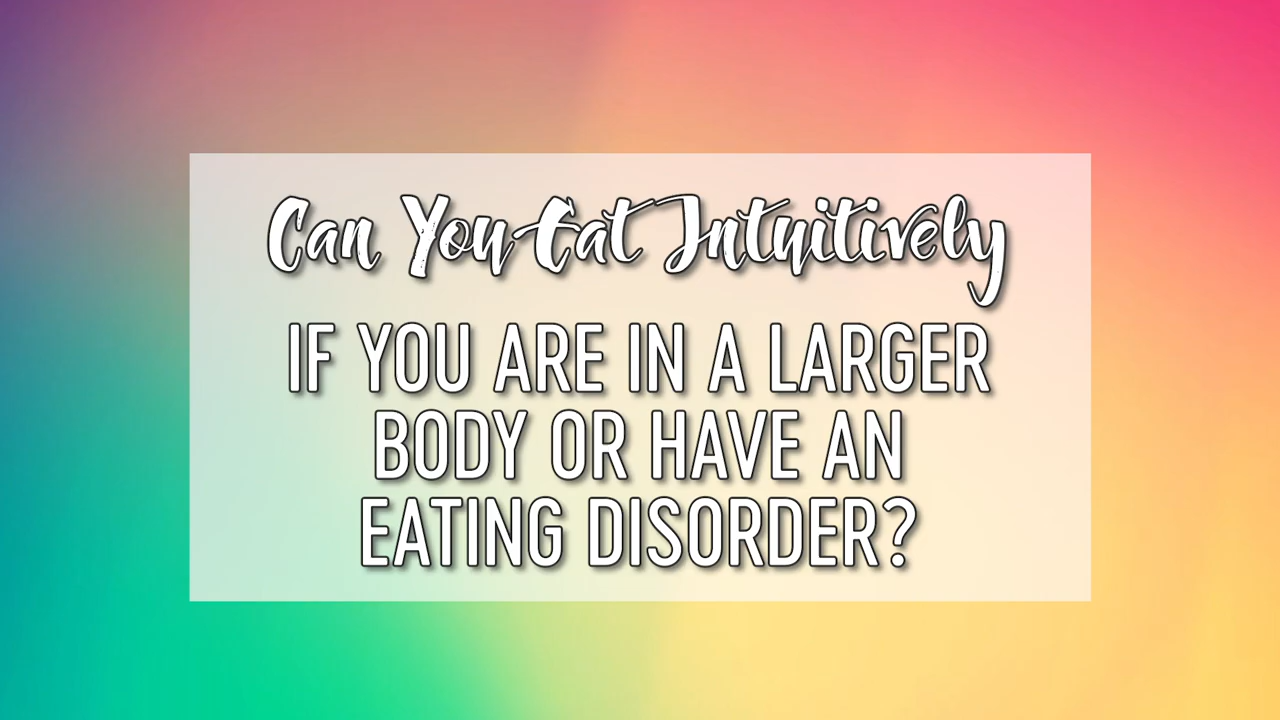 Can You Eat Intuitively
IF YOU ARE IN A LARGER
BODY OR HAVE AN
EATING DISORDER?